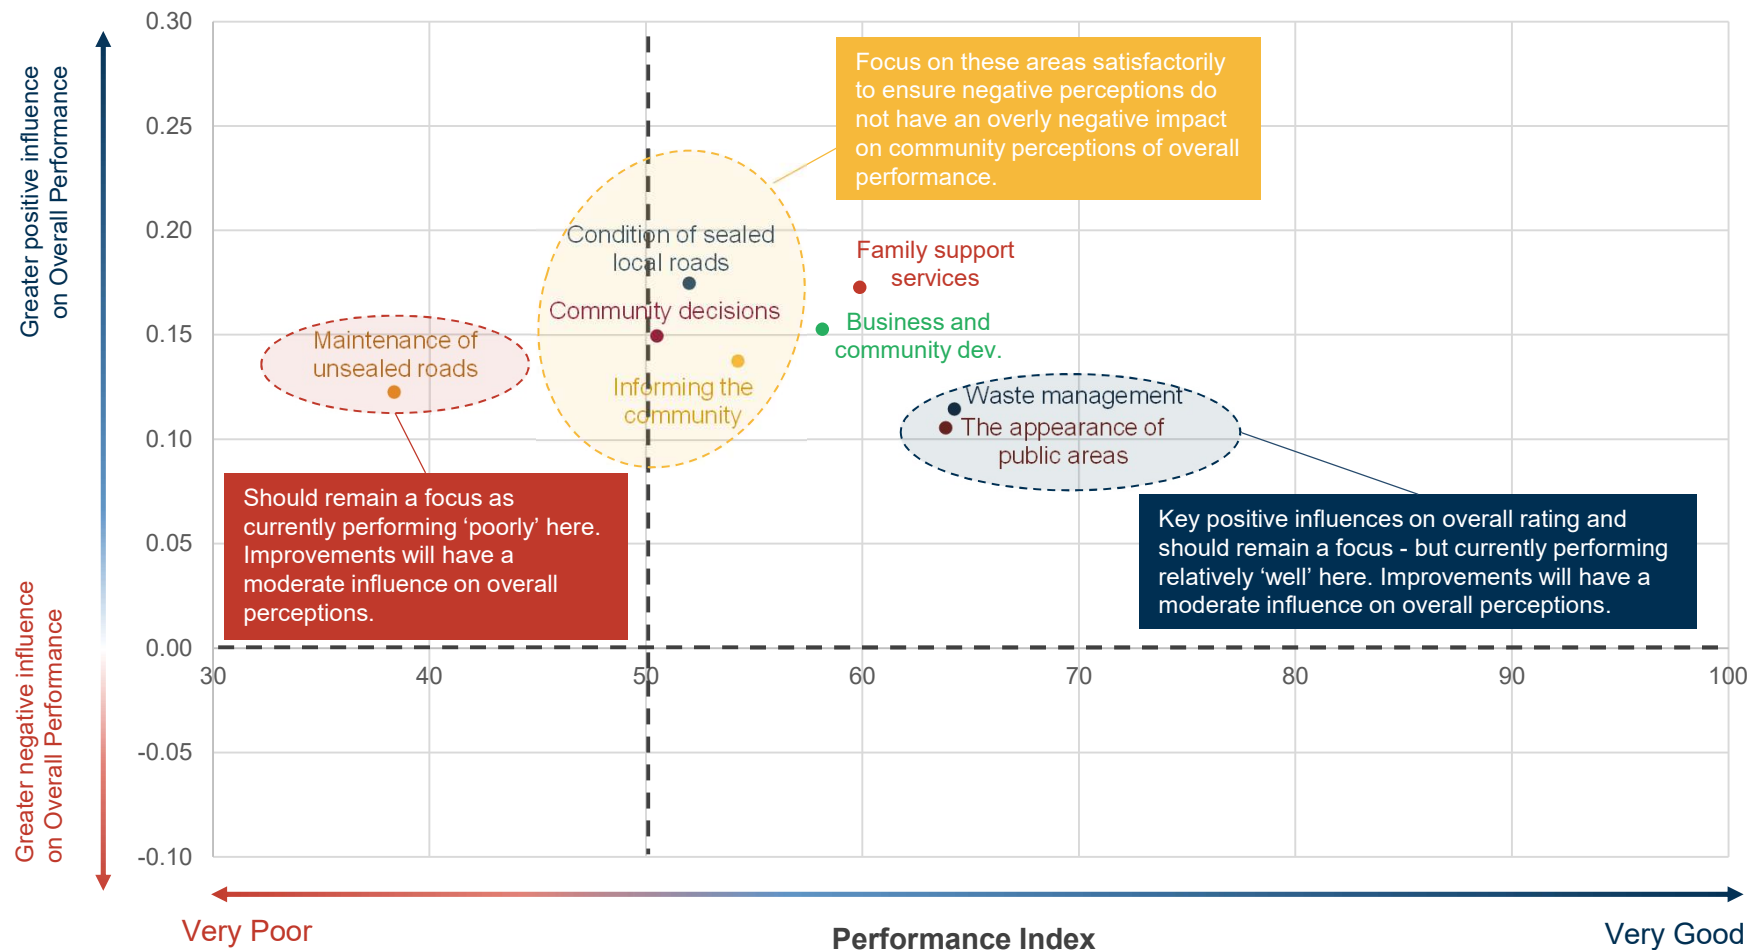 Greater positive influence
on Overall Performance
Greater negative influence
on Overall Performance
0.30
0.25
0.20
0.15
0.10
0.05
0.00
-0.05
-0.10
Focus on these areas satisfactorily
to ensure negative perceptions do
not have an overly negative impact
on community perceptions of overall
performance.
Condition of sealed
local roads
Family support
services
Community decisions
Business and
community dev.
Maintenance of
unsealed roads
Informing the
community
Waste management
The appearance of
public areas
Should remain a focus as
currently performing ‘poorly’ here.
Improvements will have a
moderate influence on overall
perceptions.
Key positive influences on overall rating and
should remain a focus - but currently performing
relatively ‘well’ here. Improvements will have a
moderate influence on overall perceptions.
30 40 50 60 70 80 90 100
Very Poor
Performance Index
Very Good